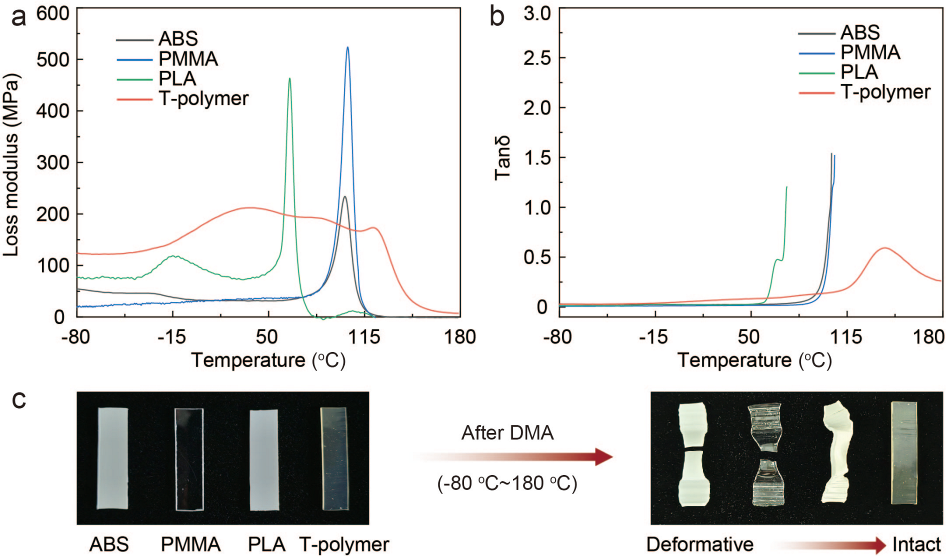 a
Loss modulus (MPa)
600
500
400
300
200
100
0
-80
-15
50
115
180
Temperature (°C)
ABS
PMMA
PLA
T-polymer
b
Tanδ
3.0
2.5
2.0
1.5
1.0
0.5
0
-80
-15
50
115
180
Temperature (°C)
ABS
PMMA
PLA
T-polymer
c
ABS
PMMA
PLA
T-polymer
After DMA
(-80 °C~180 °C)
Deformative
Intact